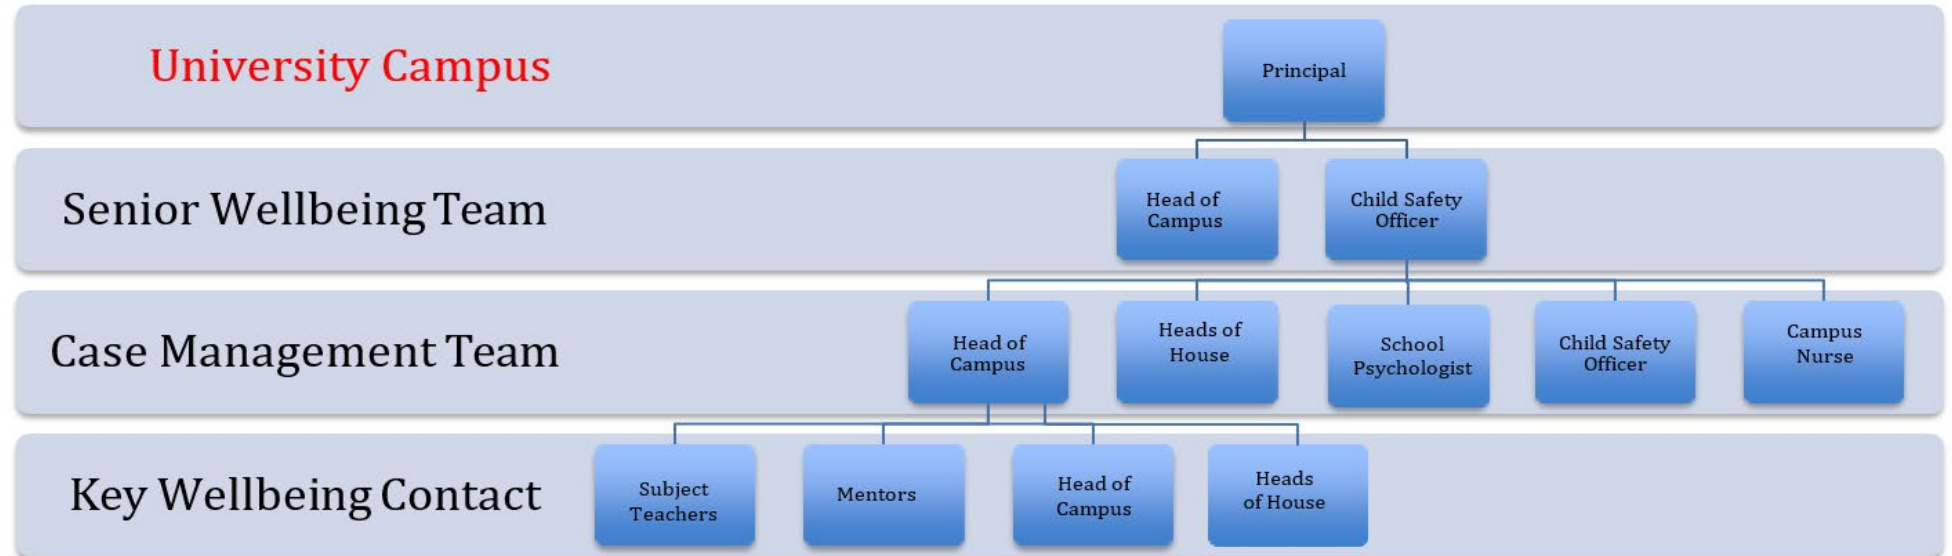 University Campus
Principal
Senior Wellbeing Team
Head of
Campus
Child Safety
Officer
Case Management Team
Head of
Campus
Heads of
House
School
Psychologist
Child Safety
Officer
Campus
Nurse
Key Wellbeing Contact
Subject
Teachers
Mentors
Head of
Campus
Heads
of House